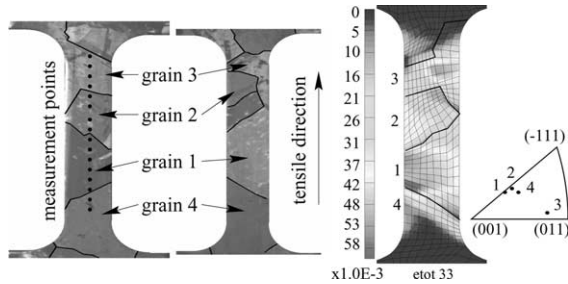 measurement points
grain 3
grain 2
grain 1
grain 4
tensile direction
0
5
10
16
21
26
31
37
42
47
52
58
x1.0E-3
etot 33
3
2
1
4
(-111)
2
1
4
3
(001)
(011)